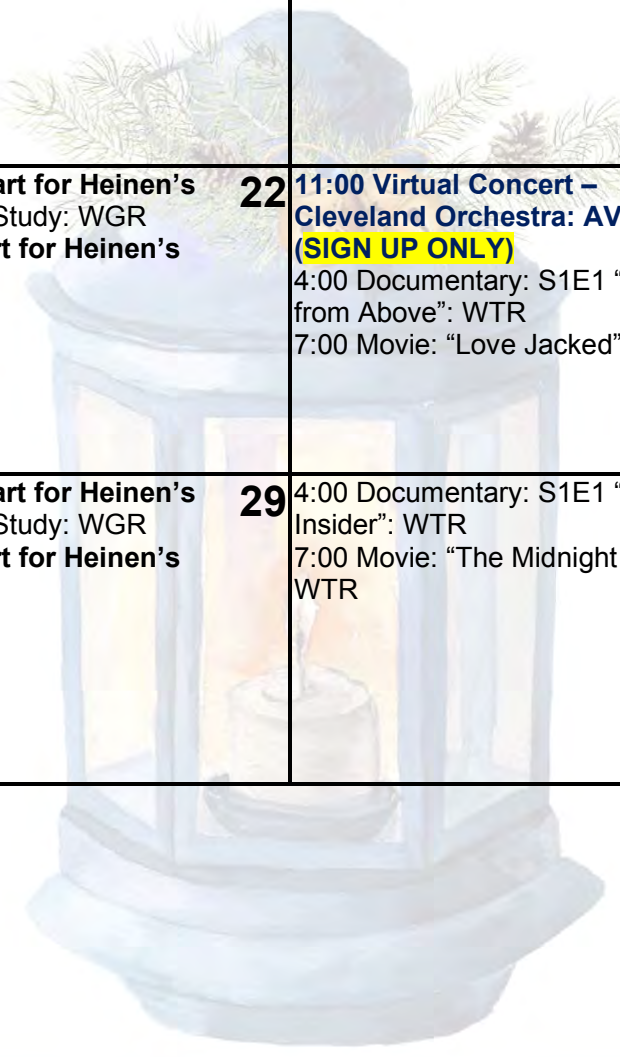 art for Heinen's
Study: WGR
rt for Heinen's
22
11:00 Virtual Concert –
Cleveland Orchestra: AV
(SIGN UP ONLY)
4:00 Documentary: S1E1 “
from Above”: WTR
7:00 Movie: “Love Jacked”
art for Heinen's
Study: WGR
rt for Heinen's
29
4:00 Documentary: S1E1 “
Insider”: WTR
7:00 Movie: “The Midnight
WTR